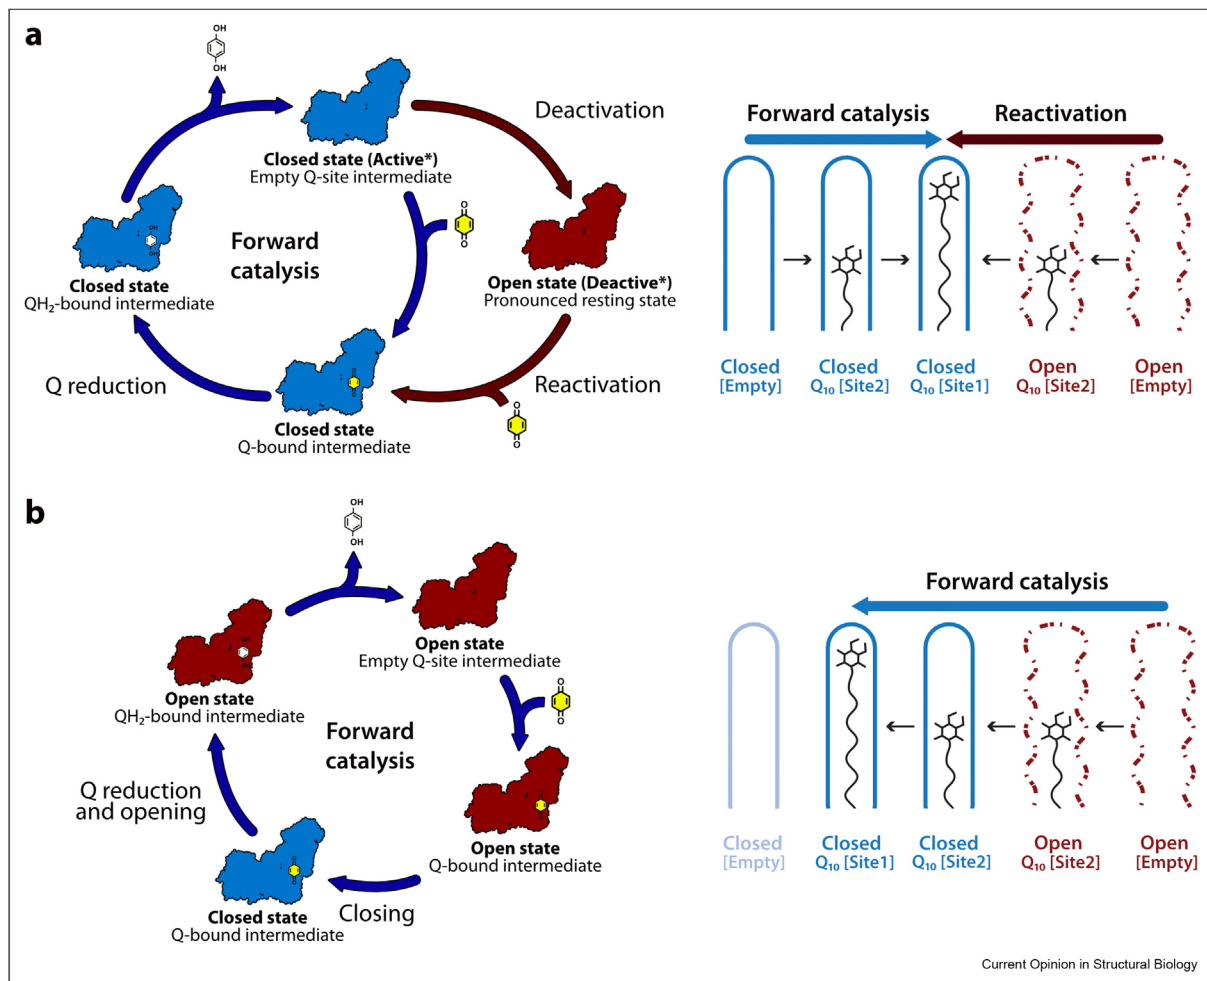 a
OH
OH
Deactivation
Closed state (Active*)
Empty Q-site intermediate
O
O
Forward
catalysis
OH
OH
Closed state
QH₂-bound intermediate
Open state (Deactive*)
Pronounced resting state
Q reduction
O
O
Reactivation
Closed state
Q-bound intermediate
O
O
Forward catalysis
Reactivation
Closed
[Empty]
Closed
Q₁₀ [Site2]
Closed
Q₁₀ [Site1]
Open
Q₁₀ [Site2]
Open
[Empty]
b
OH
OH
Open state
Empty Q-site intermediate
OH
OH
Open state
QH₂-bound intermediate
O
O
Forward
catalysis
Q reduction
and opening
O
O
Open state
Q-bound intermediate
O
O
Closed state
Q-bound intermediate
Closing
Forward catalysis
Closed
[Empty]
Closed
Q₁₀ [Site1]
Closed
Q₁₀ [Site2]
Open
Q₁₀ [Site2]
Open
[Empty]
Current Opinion in Structural Biology